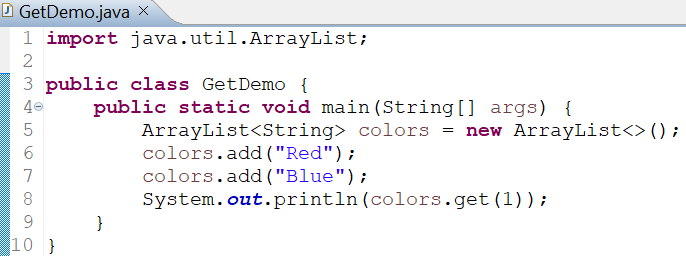 GetDemo.java
1 import java.util.ArrayList;
2
3 public class GetDemo {
4     public static void main(String[] args) {
5         ArrayList<String> colors = new ArrayList<>();
6         colors.add("Red");
7         colors.add("Blue");
8         System.out.println(colors.get(1));
9     }
10 }